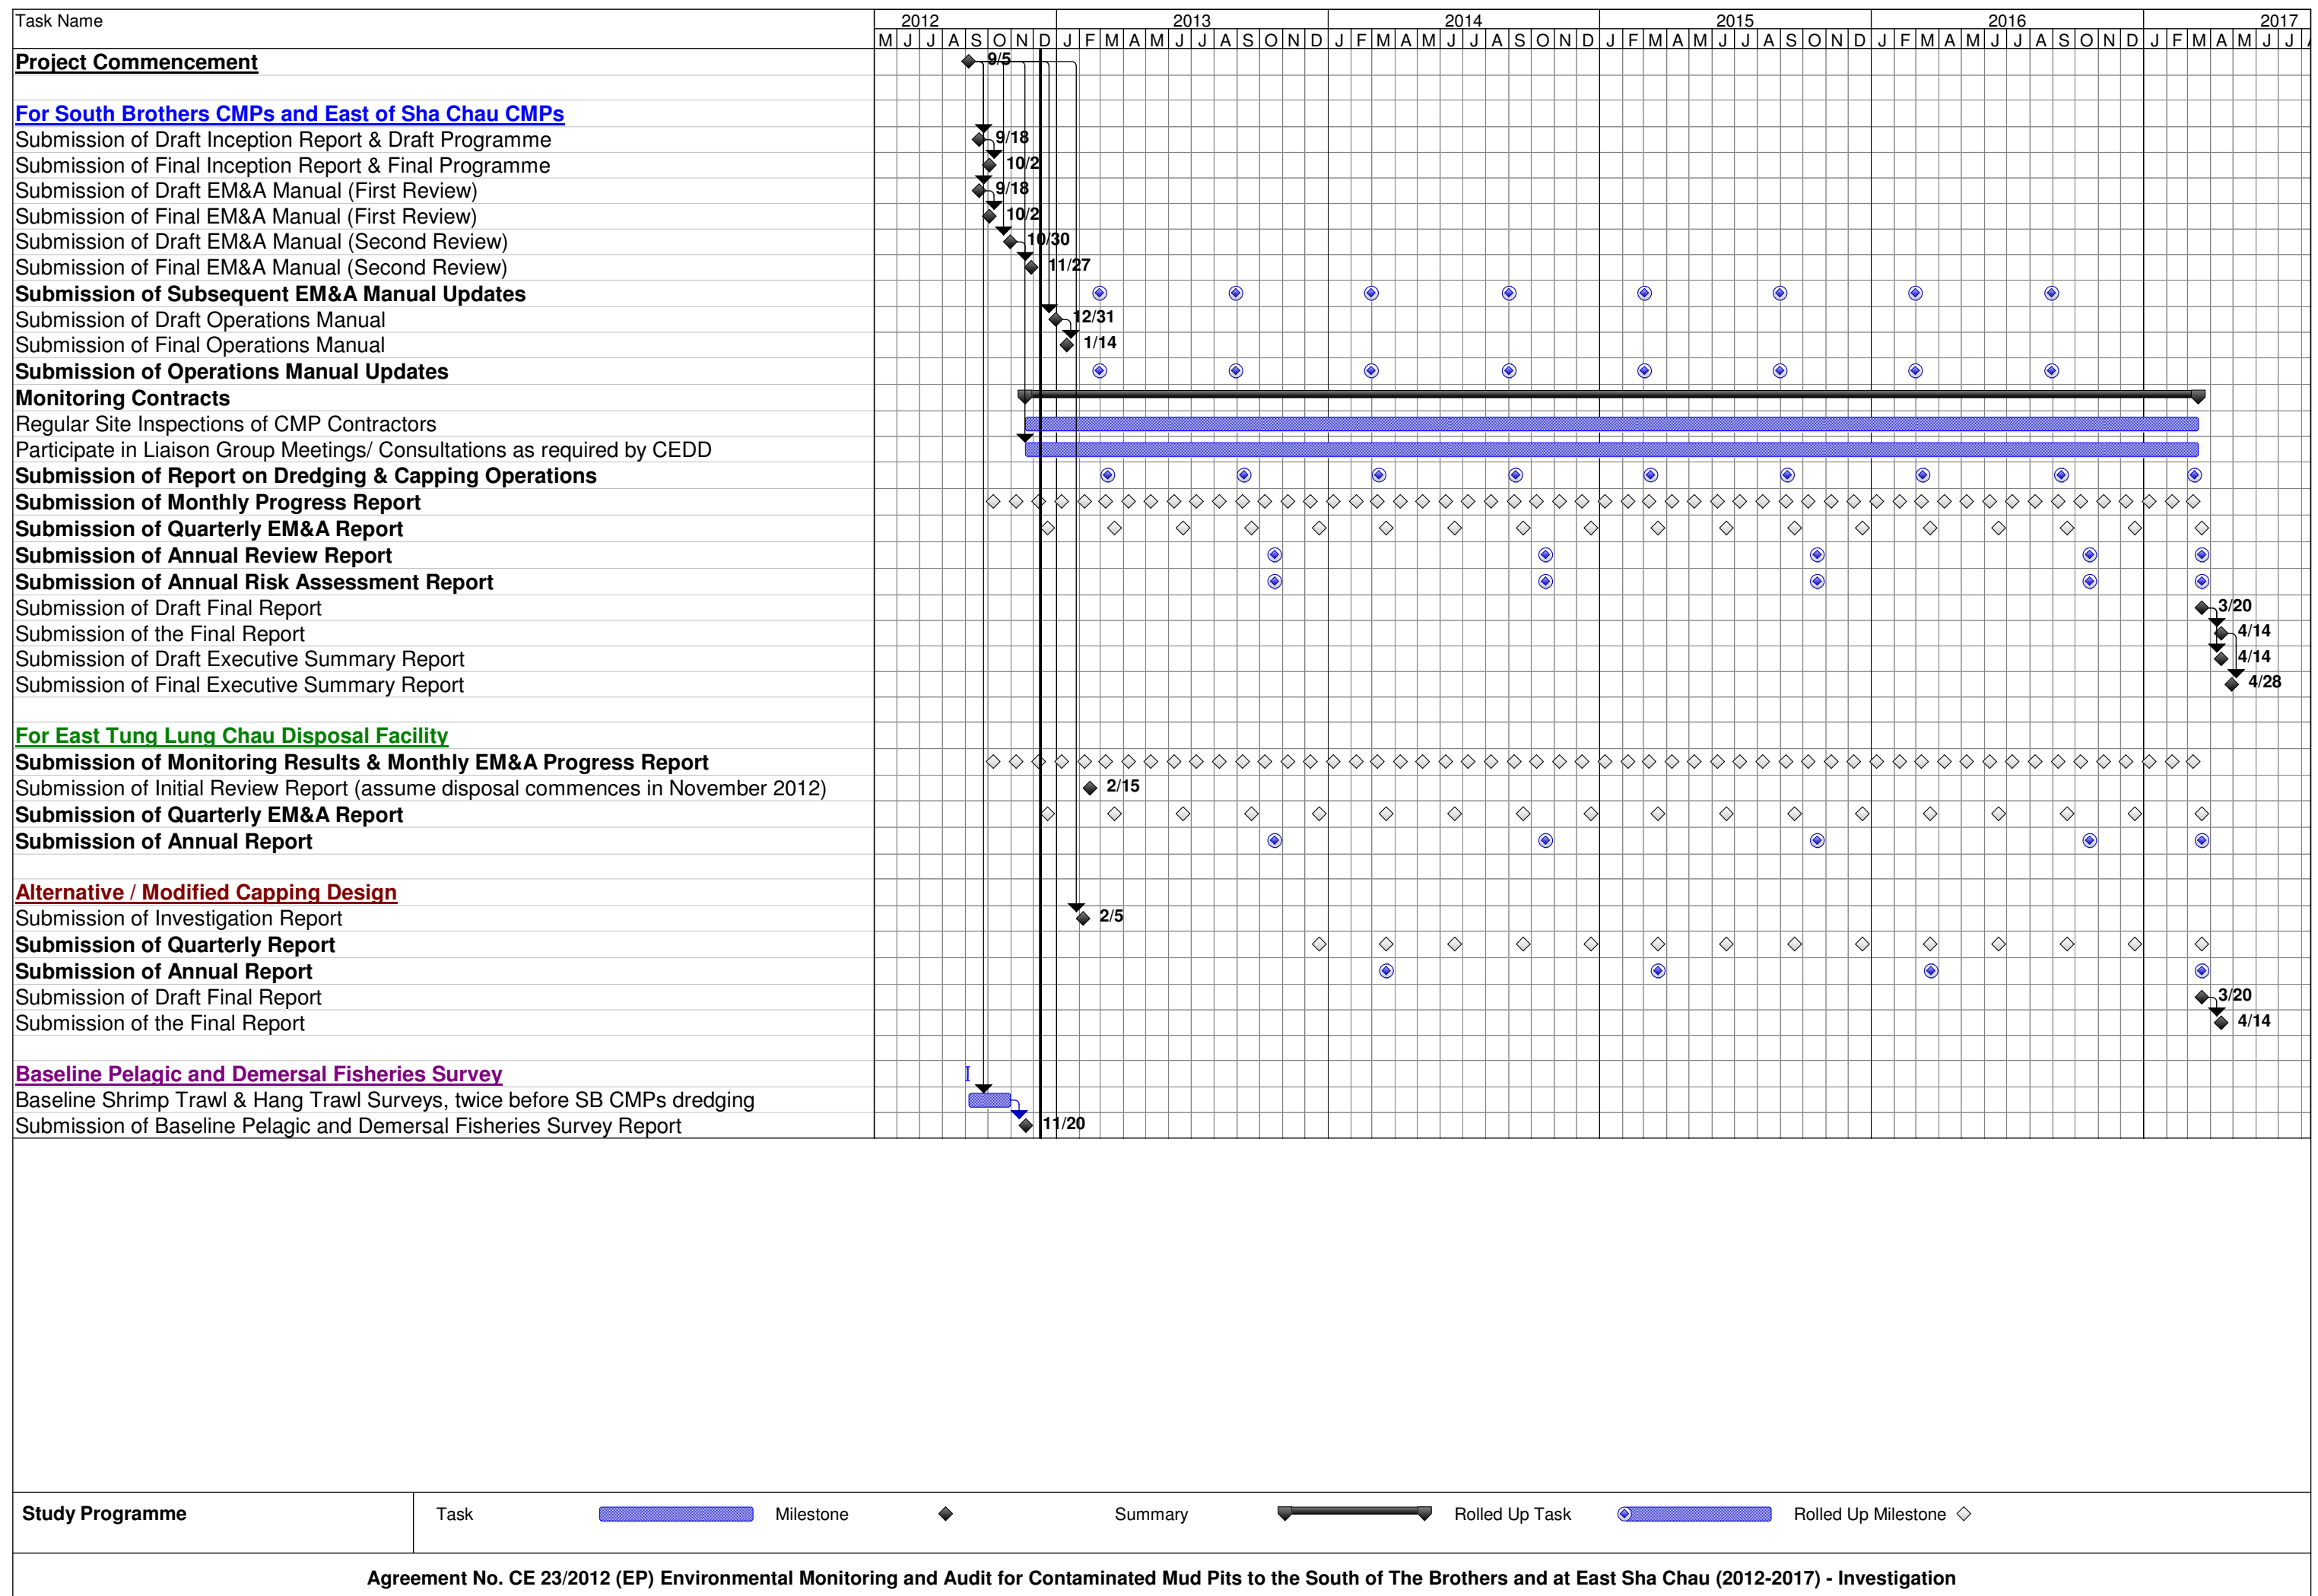 Task Name 2012 2013 2014 2015 2016 2017
M J J A S O N D J F M A M J J A S O N D J F M A M J J A S O N D J F M A M J J A S O N D J F M A M J J A S O N D J F M A M J J
Project Commencement 9/5
For South Brothers CMPs and East of Sha Chau CMPs
Submission of Draft Inception Report & Draft Programme 9/18
Submission of Final Inception Report & Final Programme 10/2
Submission of Draft EM&A Manual (First Review) 9/18
Submission of Final EM&A Manual (First Review) 10/2
Submission of Draft EM&A Manual (Second Review) 10/30
Submission of Final EM&A Manual (Second Review) 11/27
Submission of Subsequent EM&A Manual Updates
Submission of Draft Operations Manual 12/31
Submission of Final Operations Manual 1/14
Submission of Operations Manual Updates
Monitoring Contracts
Regular Site Inspections of CMP Contractors
Participate in Liaison Group Meetings/ Consultations as required by CEDD
Submission of Report on Dredging & Capping Operations
Submission of Monthly Progress Report
Submission of Quarterly EM&A Report
Submission of Annual Review Report
Submission of Annual Risk Assessment Report
Submission of Draft Final Report 3/20
Submission of the Final Report 4/14
Submission of Draft Executive Summary Report 4/14
Submission of Final Executive Summary Report 4/28
For East Tung Lung Chau Disposal Facility
Submission of Monitoring Results & Monthly EM&A Progress Report
Submission of Initial Review Report (assume disposal commences in November 2012) 2/15
Submission of Quarterly EM&A Report
Submission of Annual Report
Alternative / Modified Capping Design
Submission of Investigation Report 2/5
Submission of Quarterly Report
Submission of Annual Report
Submission of Draft Final Report 3/20
Submission of the Final Report 4/14
Baseline Pelagic and Demersal Fisheries Survey
Baseline Shrimp Trawl & Hang Trawl Surveys, twice before SB CMPs dredging
Submission of Baseline Pelagic and Demersal Fisheries Survey Report 11/20
Study Programme Task Milestone Summary Rolled Up Task Rolled Up Milestone
Agreement No. CE 23/2012 (EP) Environmental Monitoring and Audit for Contaminated Mud Pits to the South of The Brothers and at East Sha Chau (2012-2017) - Investigation